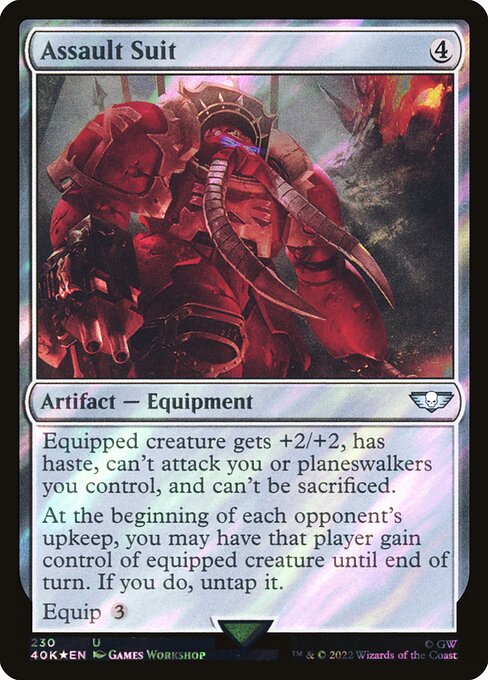 Assault Suit 4
Artifact — Equipment
Equipped creature gets +2/+2, has
haste, can't attack you or planeswalkers
you control, and can't be sacrificed.
At the beginning of each opponent's
upkeep, you may have that player gain
control of equipped creature until end of
turn. If you do, untap it.
Equip 3
230 U © GW
40K★EN Games Workshop ™ & © 2022 Wizards of the Coast